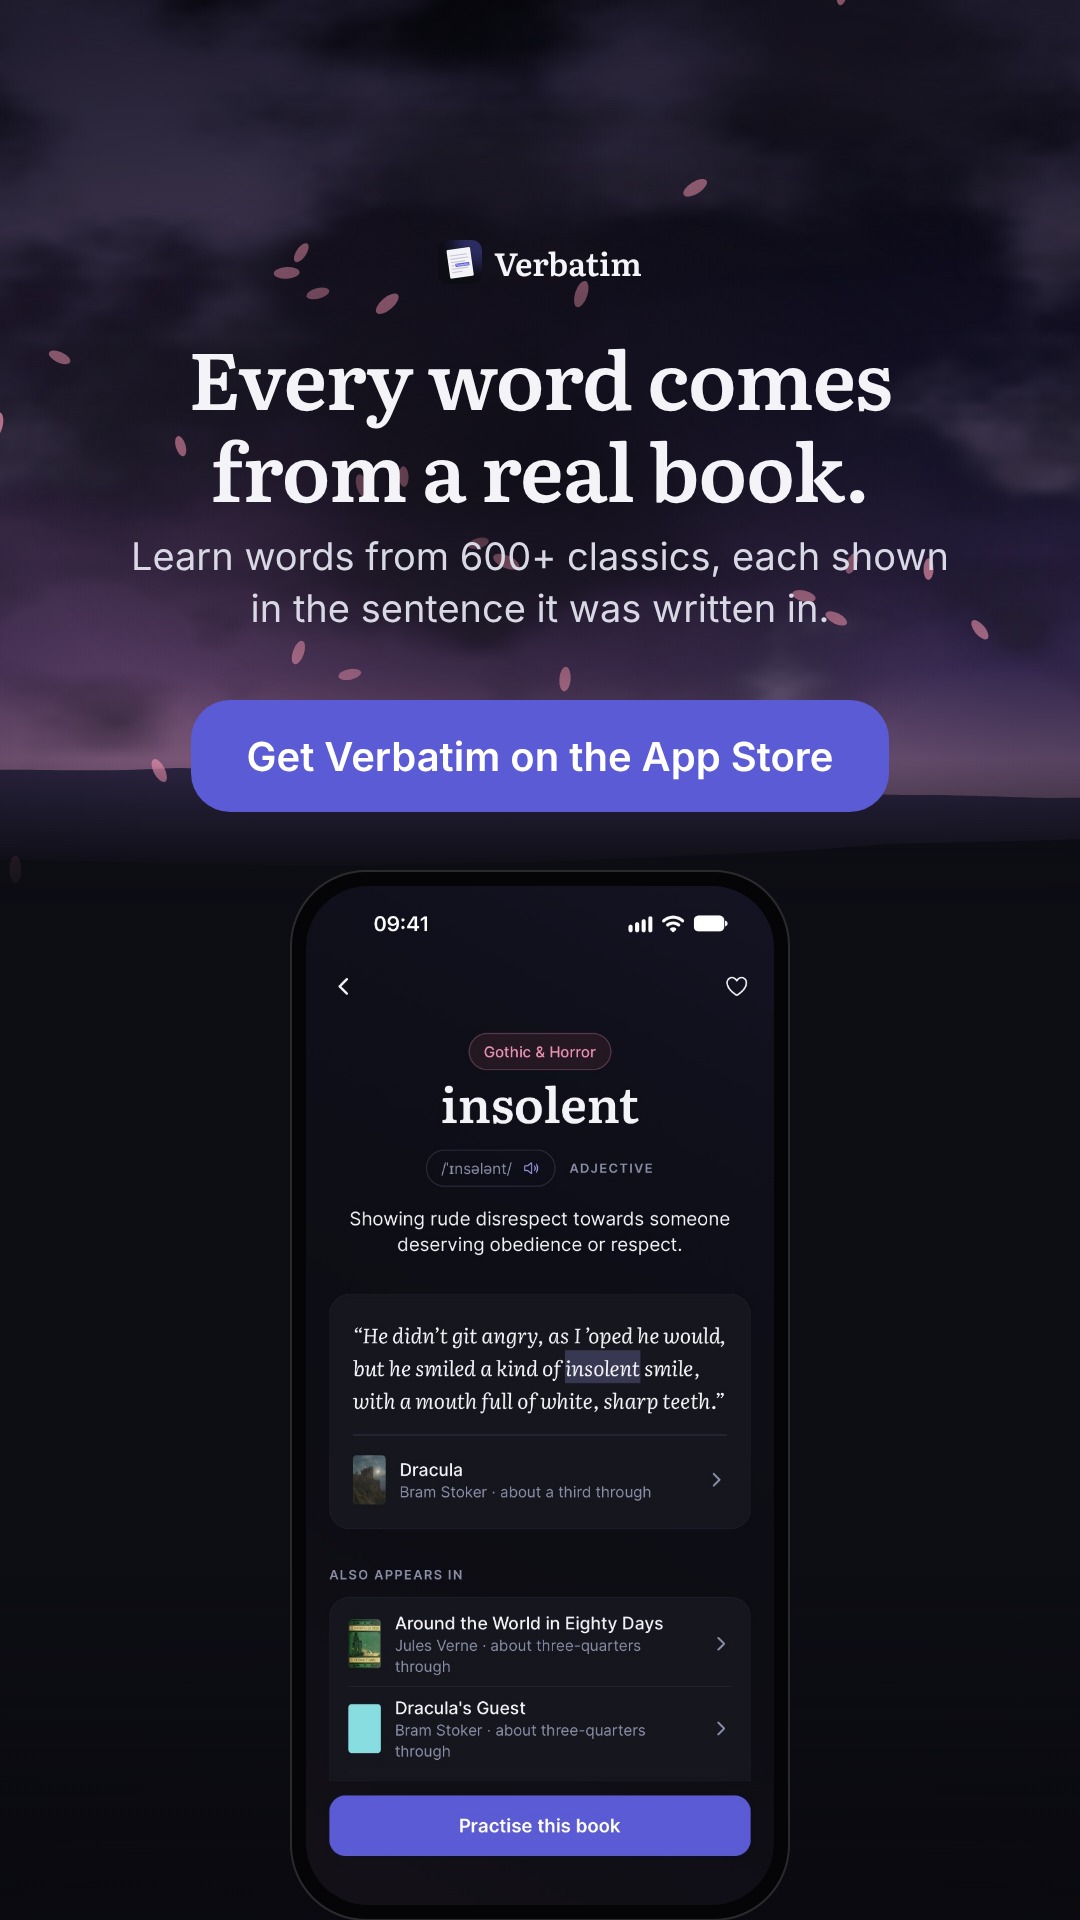 Verbatim
Every word comes
from a real book.
Learn words from 600+ classics, each shown
in the sentence it was written in.
Get Verbatim on the App Store
09:41
Gothic & Horror
insolent
/ˈɪnsələnt/ ADJECTIVE
Showing rude disrespect towards someone
deserving obedience or respect.
“He didn’t git angry, as I ’oped he would,
but he smiled a kind of insolent smile,
with a mouth full of white, sharp teeth.”
Dracula
Bram Stoker · about a third through
ALSO APPEARS IN
Around the World in Eighty Days
Jules Verne · about three-quarters
through
Dracula's Guest
Bram Stoker · about three-quarters
through
Practise this book